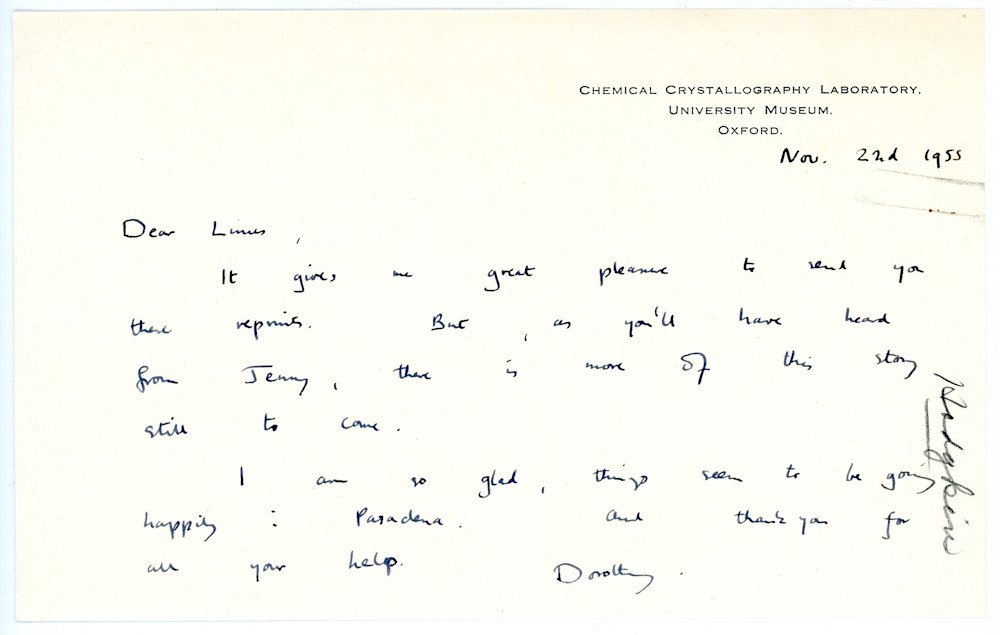 CHEMICAL CRYSTALLOGRAPHY LABORATORY,
UNIVERSITY MUSEUM,
OXFORD.
Nov. 22nd 1955
Dear Linus,
It gives me great pleasure to send you
these reprints. But, as you'll have heard
from Jenny, there is more of this story
still to come.
I am so glad, things seem to be going
happily : Pasadena. And thank you for
all your help. Dorothy.
Hodgkin